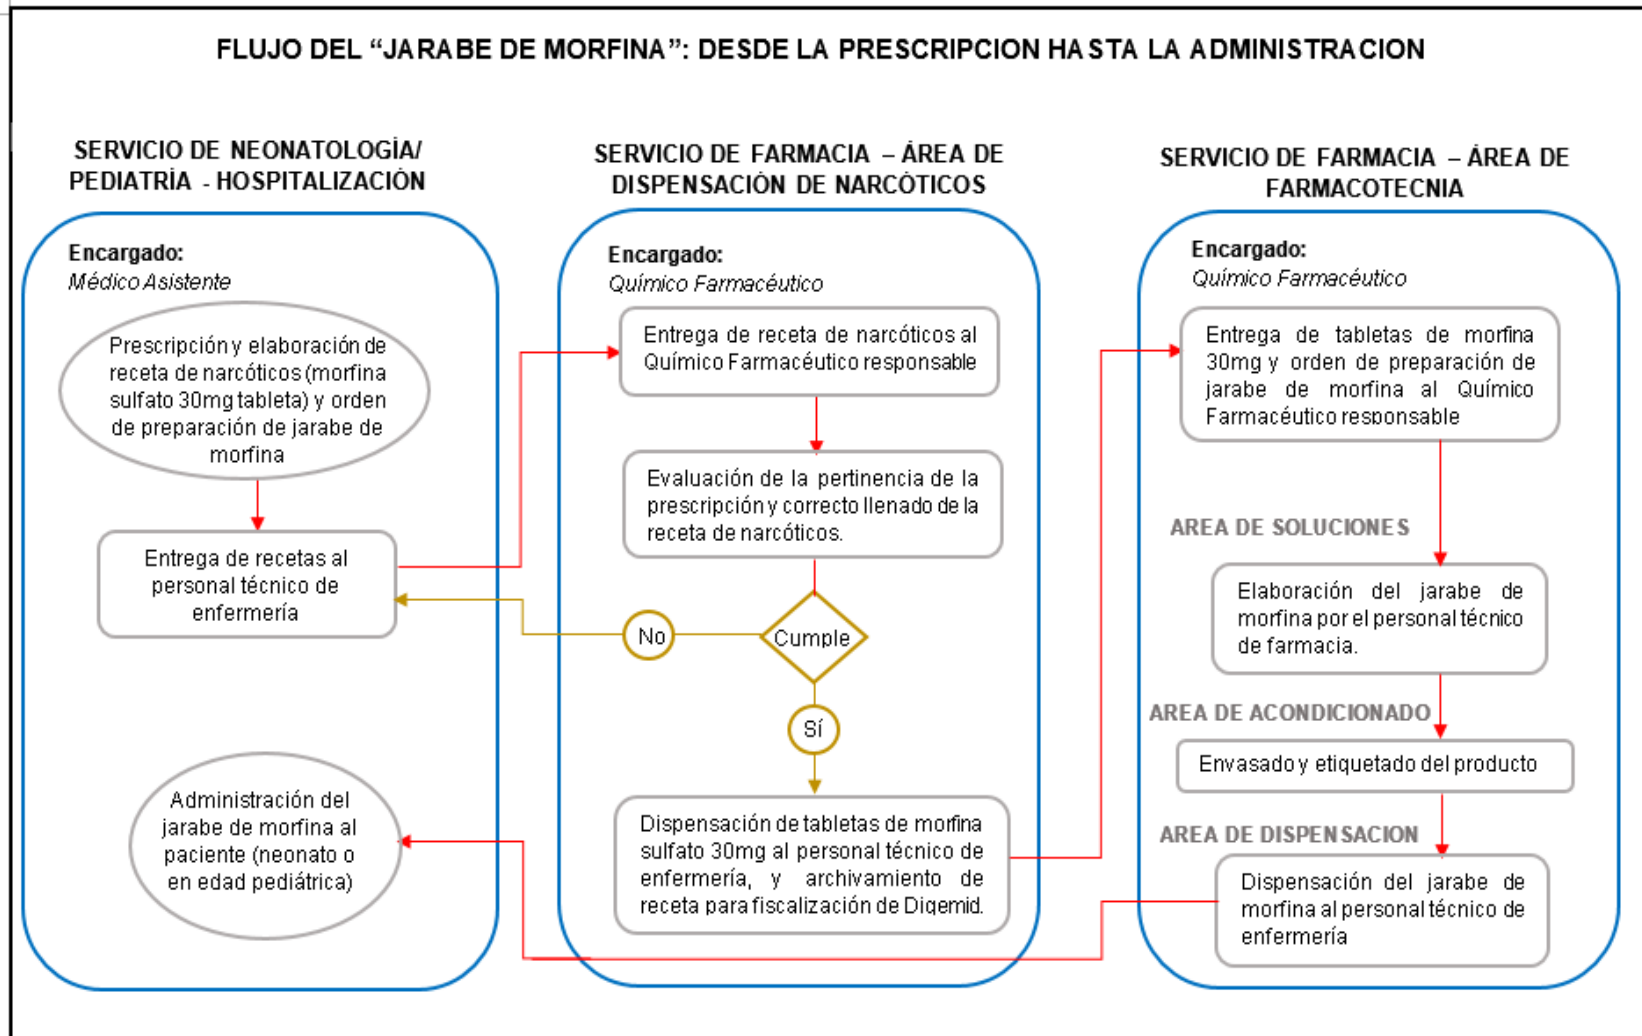 FLUJO DEL “JARABE DE MORFINA”: DESDE LA PRESCRIPCION HASTA LA ADMINISTRACION
SERVICIO DE NEONATOLOGÍA/
PEDIATRÍA - HOSPITALIZACIÓN
Encargado:
Médico Asistente
Prescripción y elaboración de
receta de narcóticos (morfina
sulfato 30mg tableta) y orden
de preparación de jarabe de
morfina
Entrega de recetas al
personal técnico de
enfermería
Administración del
jarabe de morfina al
paciente (neonato o
en edad pediátrica)
SERVICIO DE FARMACIA – ÁREA DE
DISPENSACIÓN DE NARCÓTICOS
Encargado:
Químico Farmacéutico
Entrega de receta de narcóticos al
Químico Farmacéutico responsable
Evaluación de la pertinencia de la
prescripción y correcto llenado de la
receta de narcóticos.
Cumple
No
Sí
Dispensación de tabletas de morfina
sulfato 30mg al personal técnico de
enfermería, y archivamiento de
receta para fiscalización de Digemid.
SERVICIO DE FARMACIA – ÁREA DE
FARMACOTECNIA
Encargado:
Químico Farmacéutico
Entrega de tabletas de morfina
30mg y orden de preparación de
jarabe de morfina al Químico
Farmacéutico responsable
AREA DE SOLUCIONES
Elaboración del jarabe de
morfina por el personal técnico
de farmacia.
AREA DE ACONDICIONADO
Envasado y etiquetado del producto
AREA DE DISPENSACION
Dispensación del jarabe de
morfina al personal técnico de
enfermería